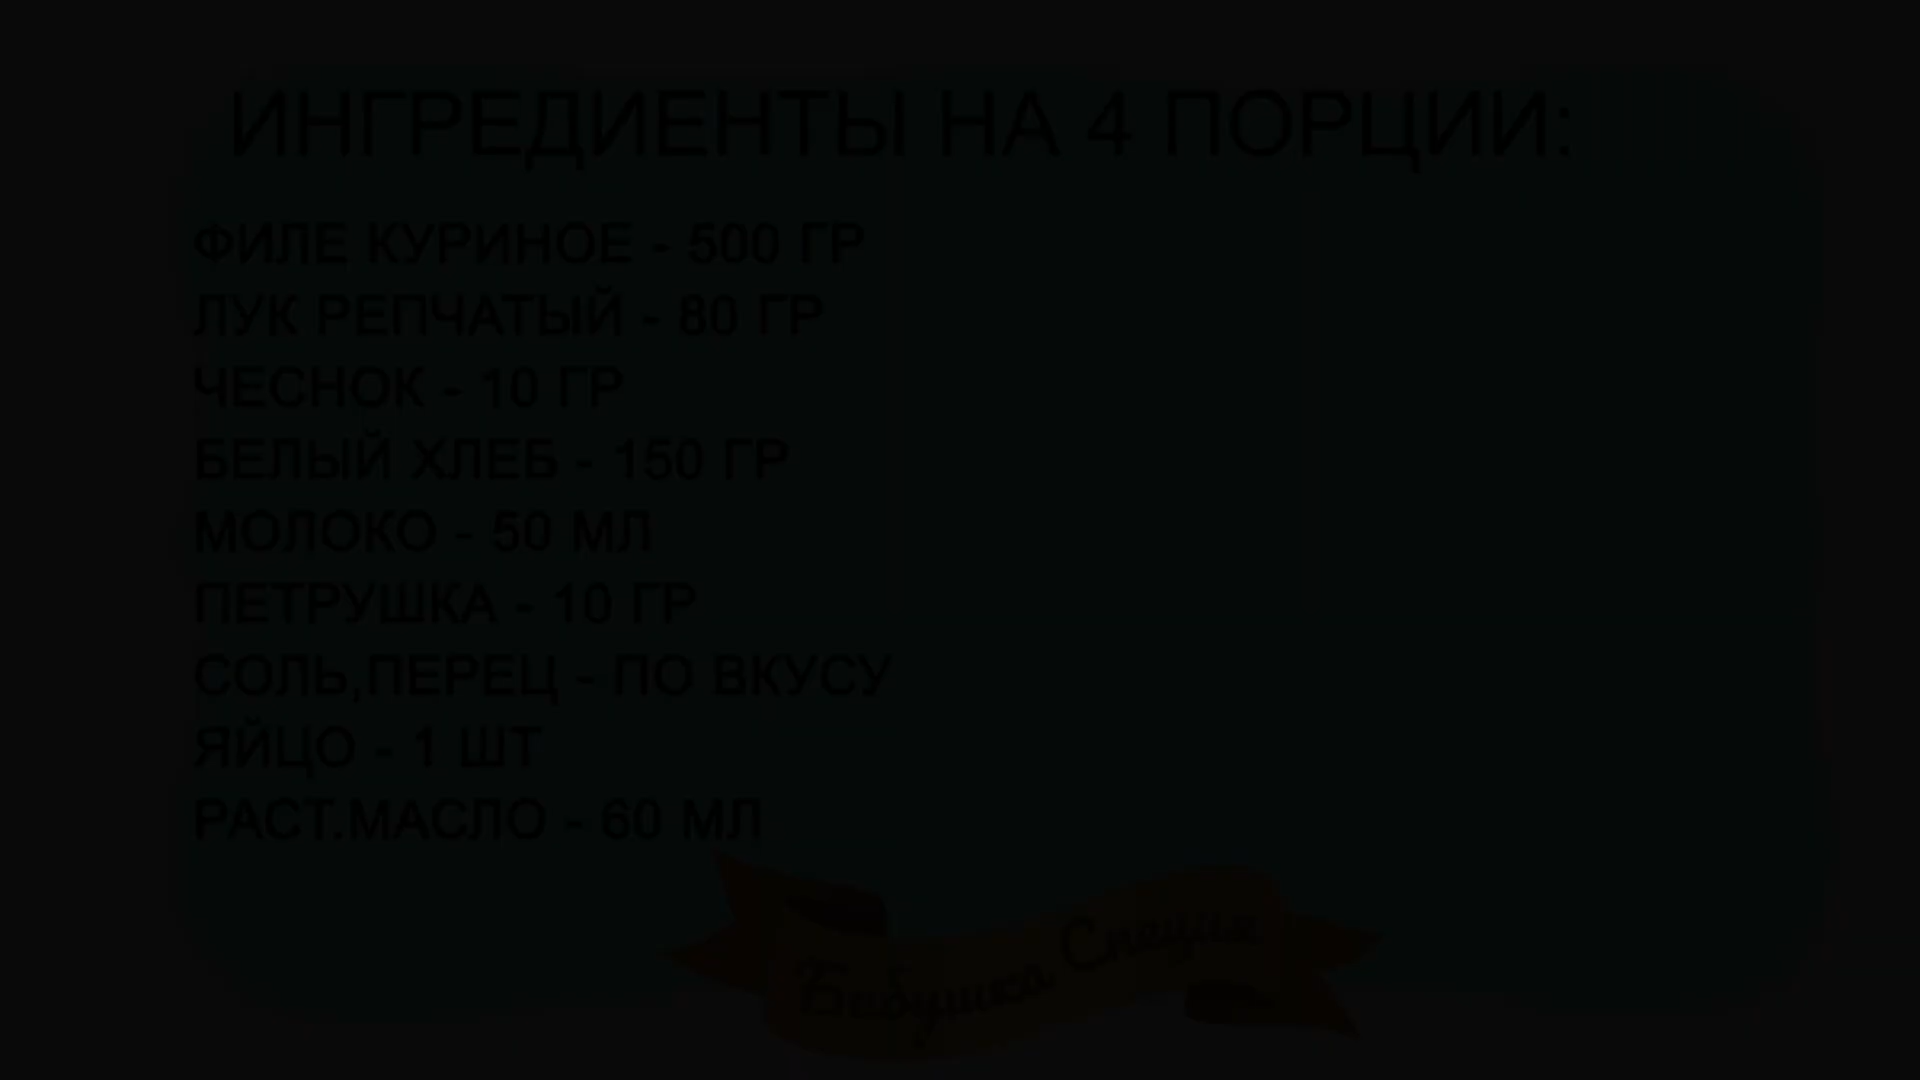 ИНГРЕДИЕНТЫ НА 4 ПОРЦИИ:
ФИЛЕ КУРИНОЕ - 500 ГР
ЛУК РЕПЧАТЫЙ - 80 ГР
ЧЕСНОК - 10 ГР
БЕЛЫЙ ХЛЕБ - 150 ГР
МОЛОКО - 50 МЛ
ПЕТРУШКА - 10 ГР
СОЛЬ,ПЕРЕЦ - ПО ВКУСУ
ЯЙЦО - 1 ШТ
РАСТ.МАСЛО - 60 МЛ
Бабушка Специя